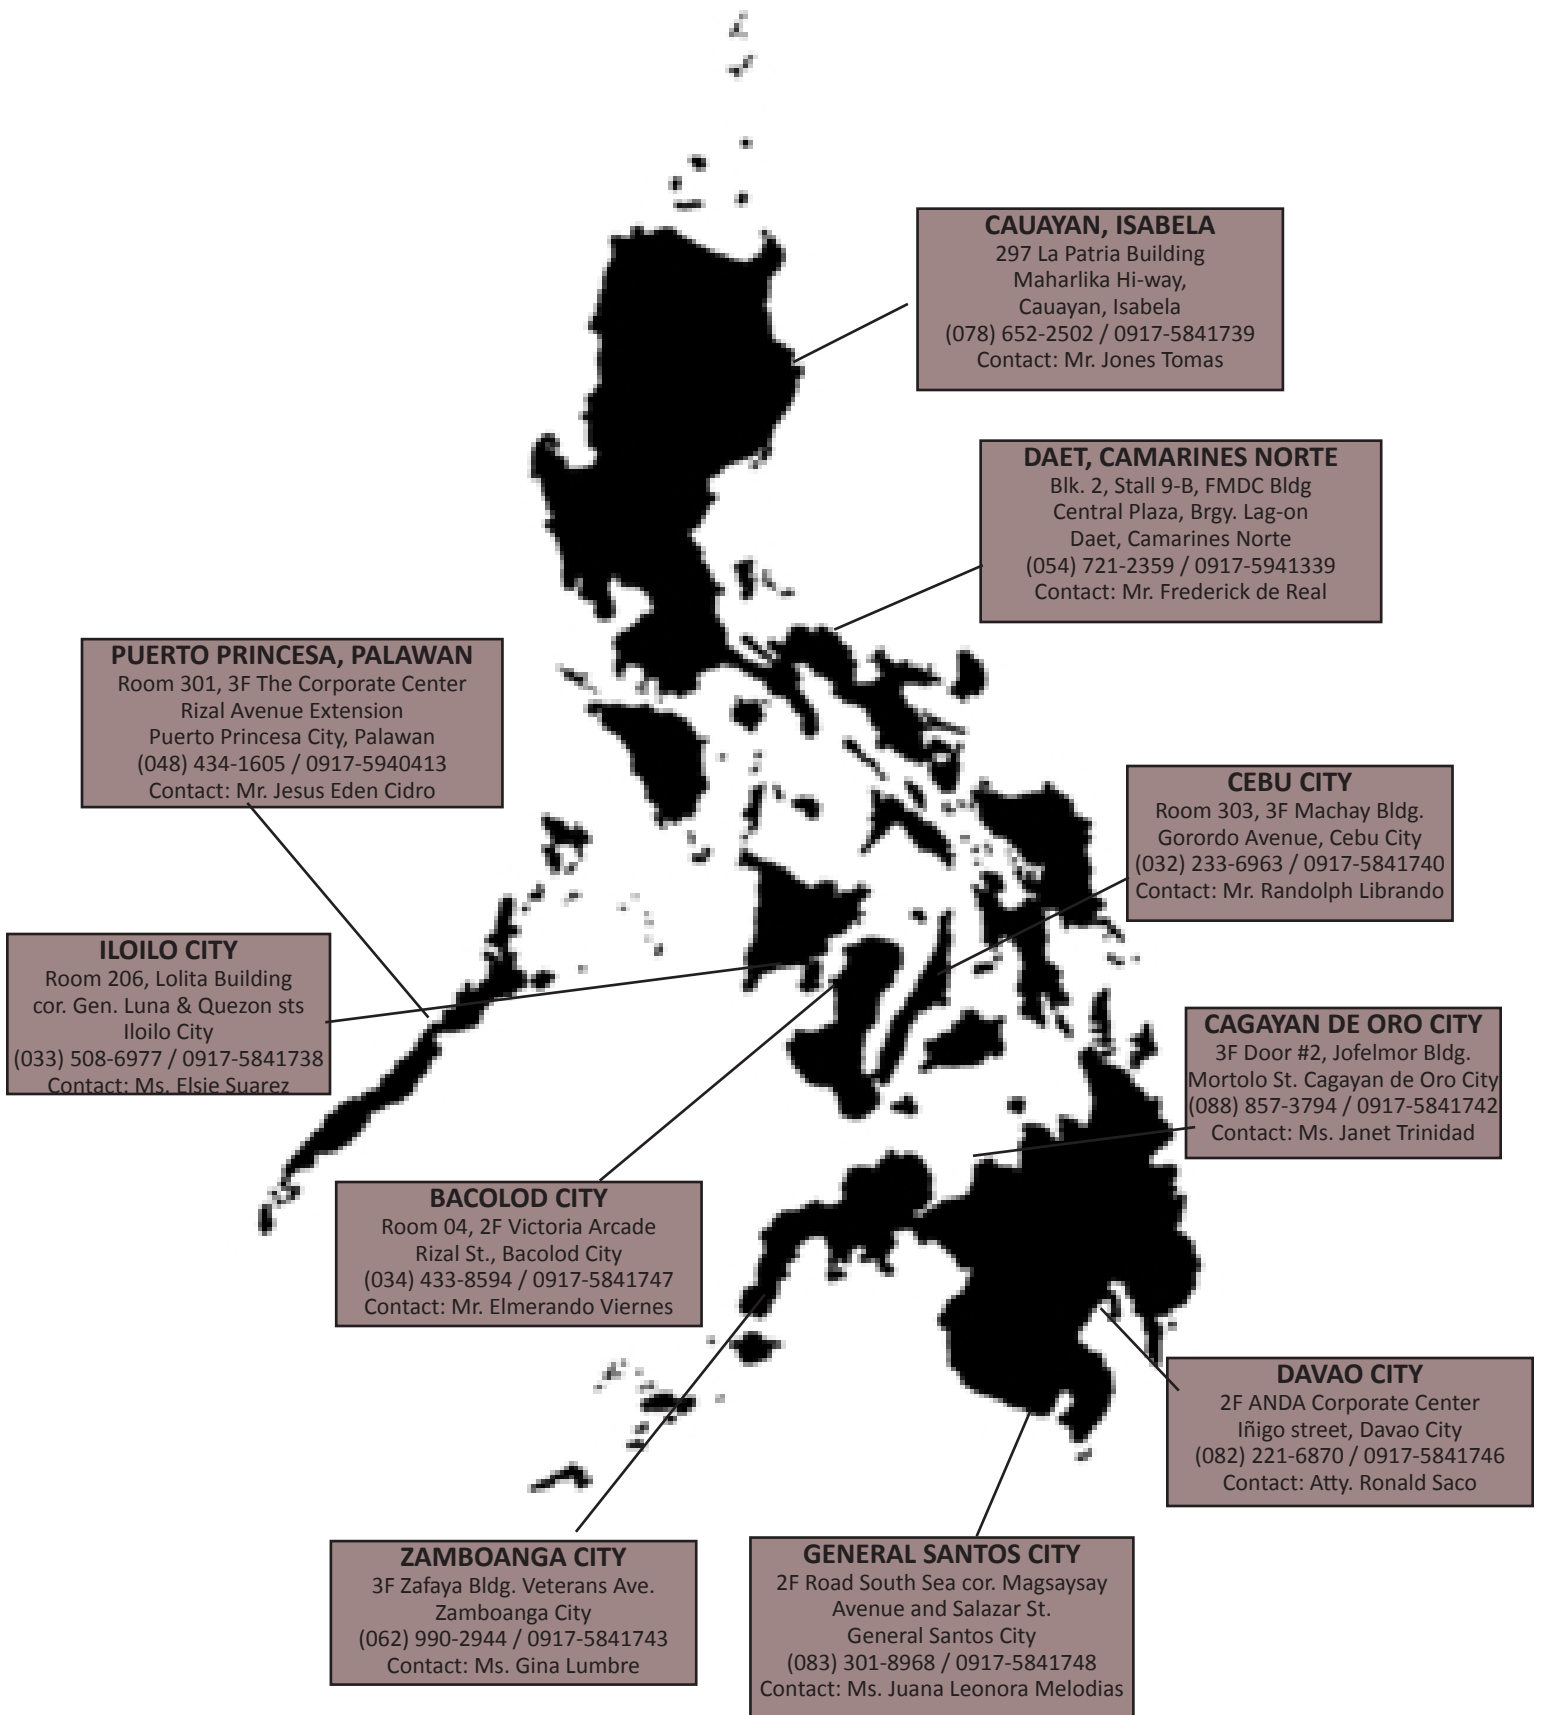 CAUAYAN, ISABELA
297 La Patria Building
Maharlika Hi-way,
Cauayan, Isabela
(078) 652-2502 / 0917-5841739
Contact: Mr. Jones Tomas
DAET, CAMARINES NORTE
Blk. 2, Stall 9-B, FMDC Bldg
Central Plaza, Brgy. Lag-on
Daet, Camarines Norte
(054) 721-2359 / 0917-5941339
Contact: Mr. Frederick de Real
PUERTO PRINCESA, PALAWAN
Room 301, 3F The Corporate Center
Rizal Avenue Extension
Puerto Princesa City, Palawan
(048) 434-1605 / 0917-5940413
Contact: Mr. Jesus Eden Cidro
CEBU CITY
Room 303, 3F Machay Bldg.
Gorordo Avenue, Cebu City
(032) 233-6963 / 0917-5841740
Contact: Mr. Randolph Librando
ILOILO CITY
Room 206, Lolita Building
cor. Gen. Luna & Quezon sts
Iloilo City
(033) 508-6977 / 0917-5841738
Contact: Ms. Elsie Suarez
CAGAYAN DE ORO CITY
3F Door #2, Jofelmor Bldg.
Mortolo St. Cagayan de Oro City
(088) 857-3794 / 0917-5841742
Contact: Ms. Janet Trinidad
BACOLOD CITY
Room 04, 2F Victoria Arcade
Rizal St., Bacolod City
(034) 433-8594 / 0917-5841747
Contact: Mr. Elmerando Viernes
DAVAO CITY
2F ANDA Corporate Center
Iñigo street, Davao City
(082) 221-6870 / 0917-5841746
Contact: Atty. Ronald Saco
ZAMBOANGA CITY
3F Zafaya Bldg. Veterans Ave.
Zamboanga City
(062) 990-2944 / 0917-5841743
Contact: Ms. Gina Lumbre
GENERAL SANTOS CITY
2F Road South Sea cor. Magsaysay
Avenue and Salazar St.
General Santos City
(083) 301-8968 / 0917-5841748
Contact: Ms. Juana Leonora Melodias